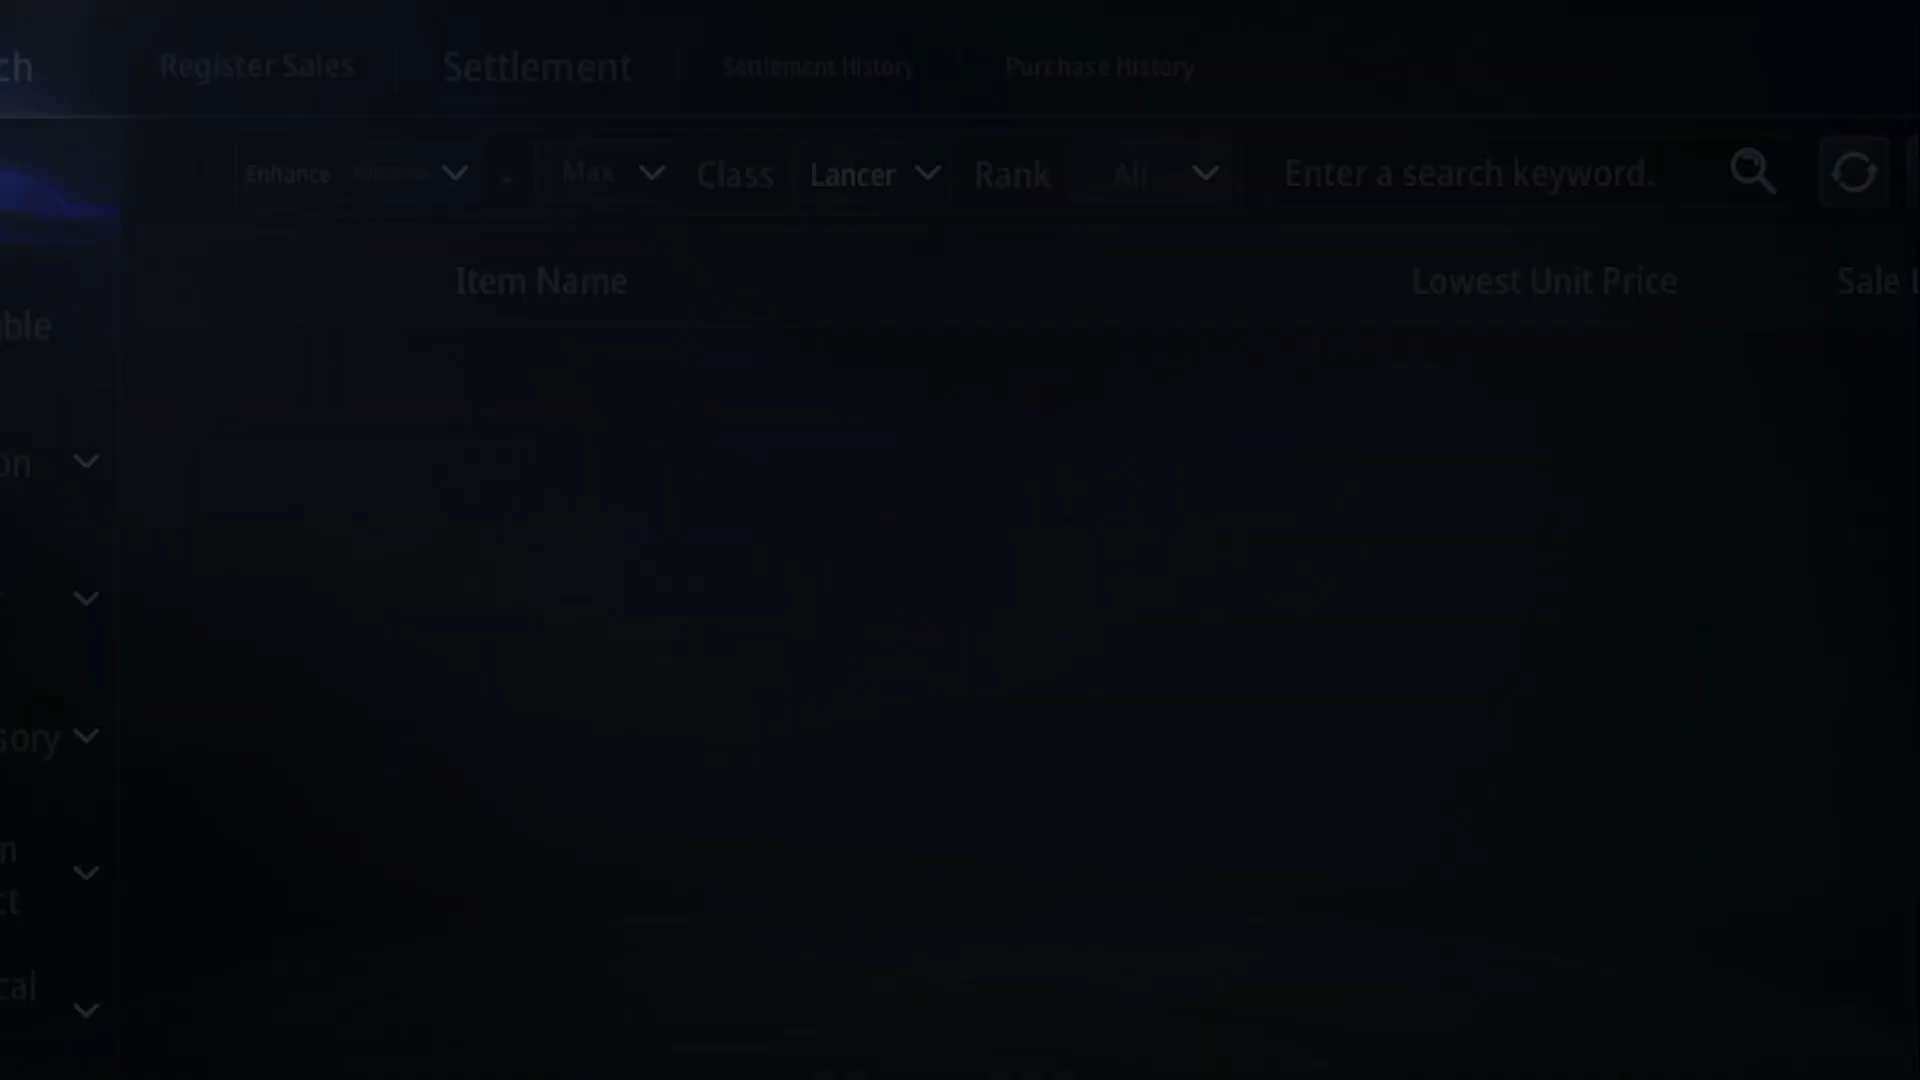 ch Register Sales Settlement Settlement History Purchase History
Enhance - Max Class Lancer Rank All Enter a search keyword.
Item Name Lowest Unit Price Sale
ble
on
sory
n
ct
cal